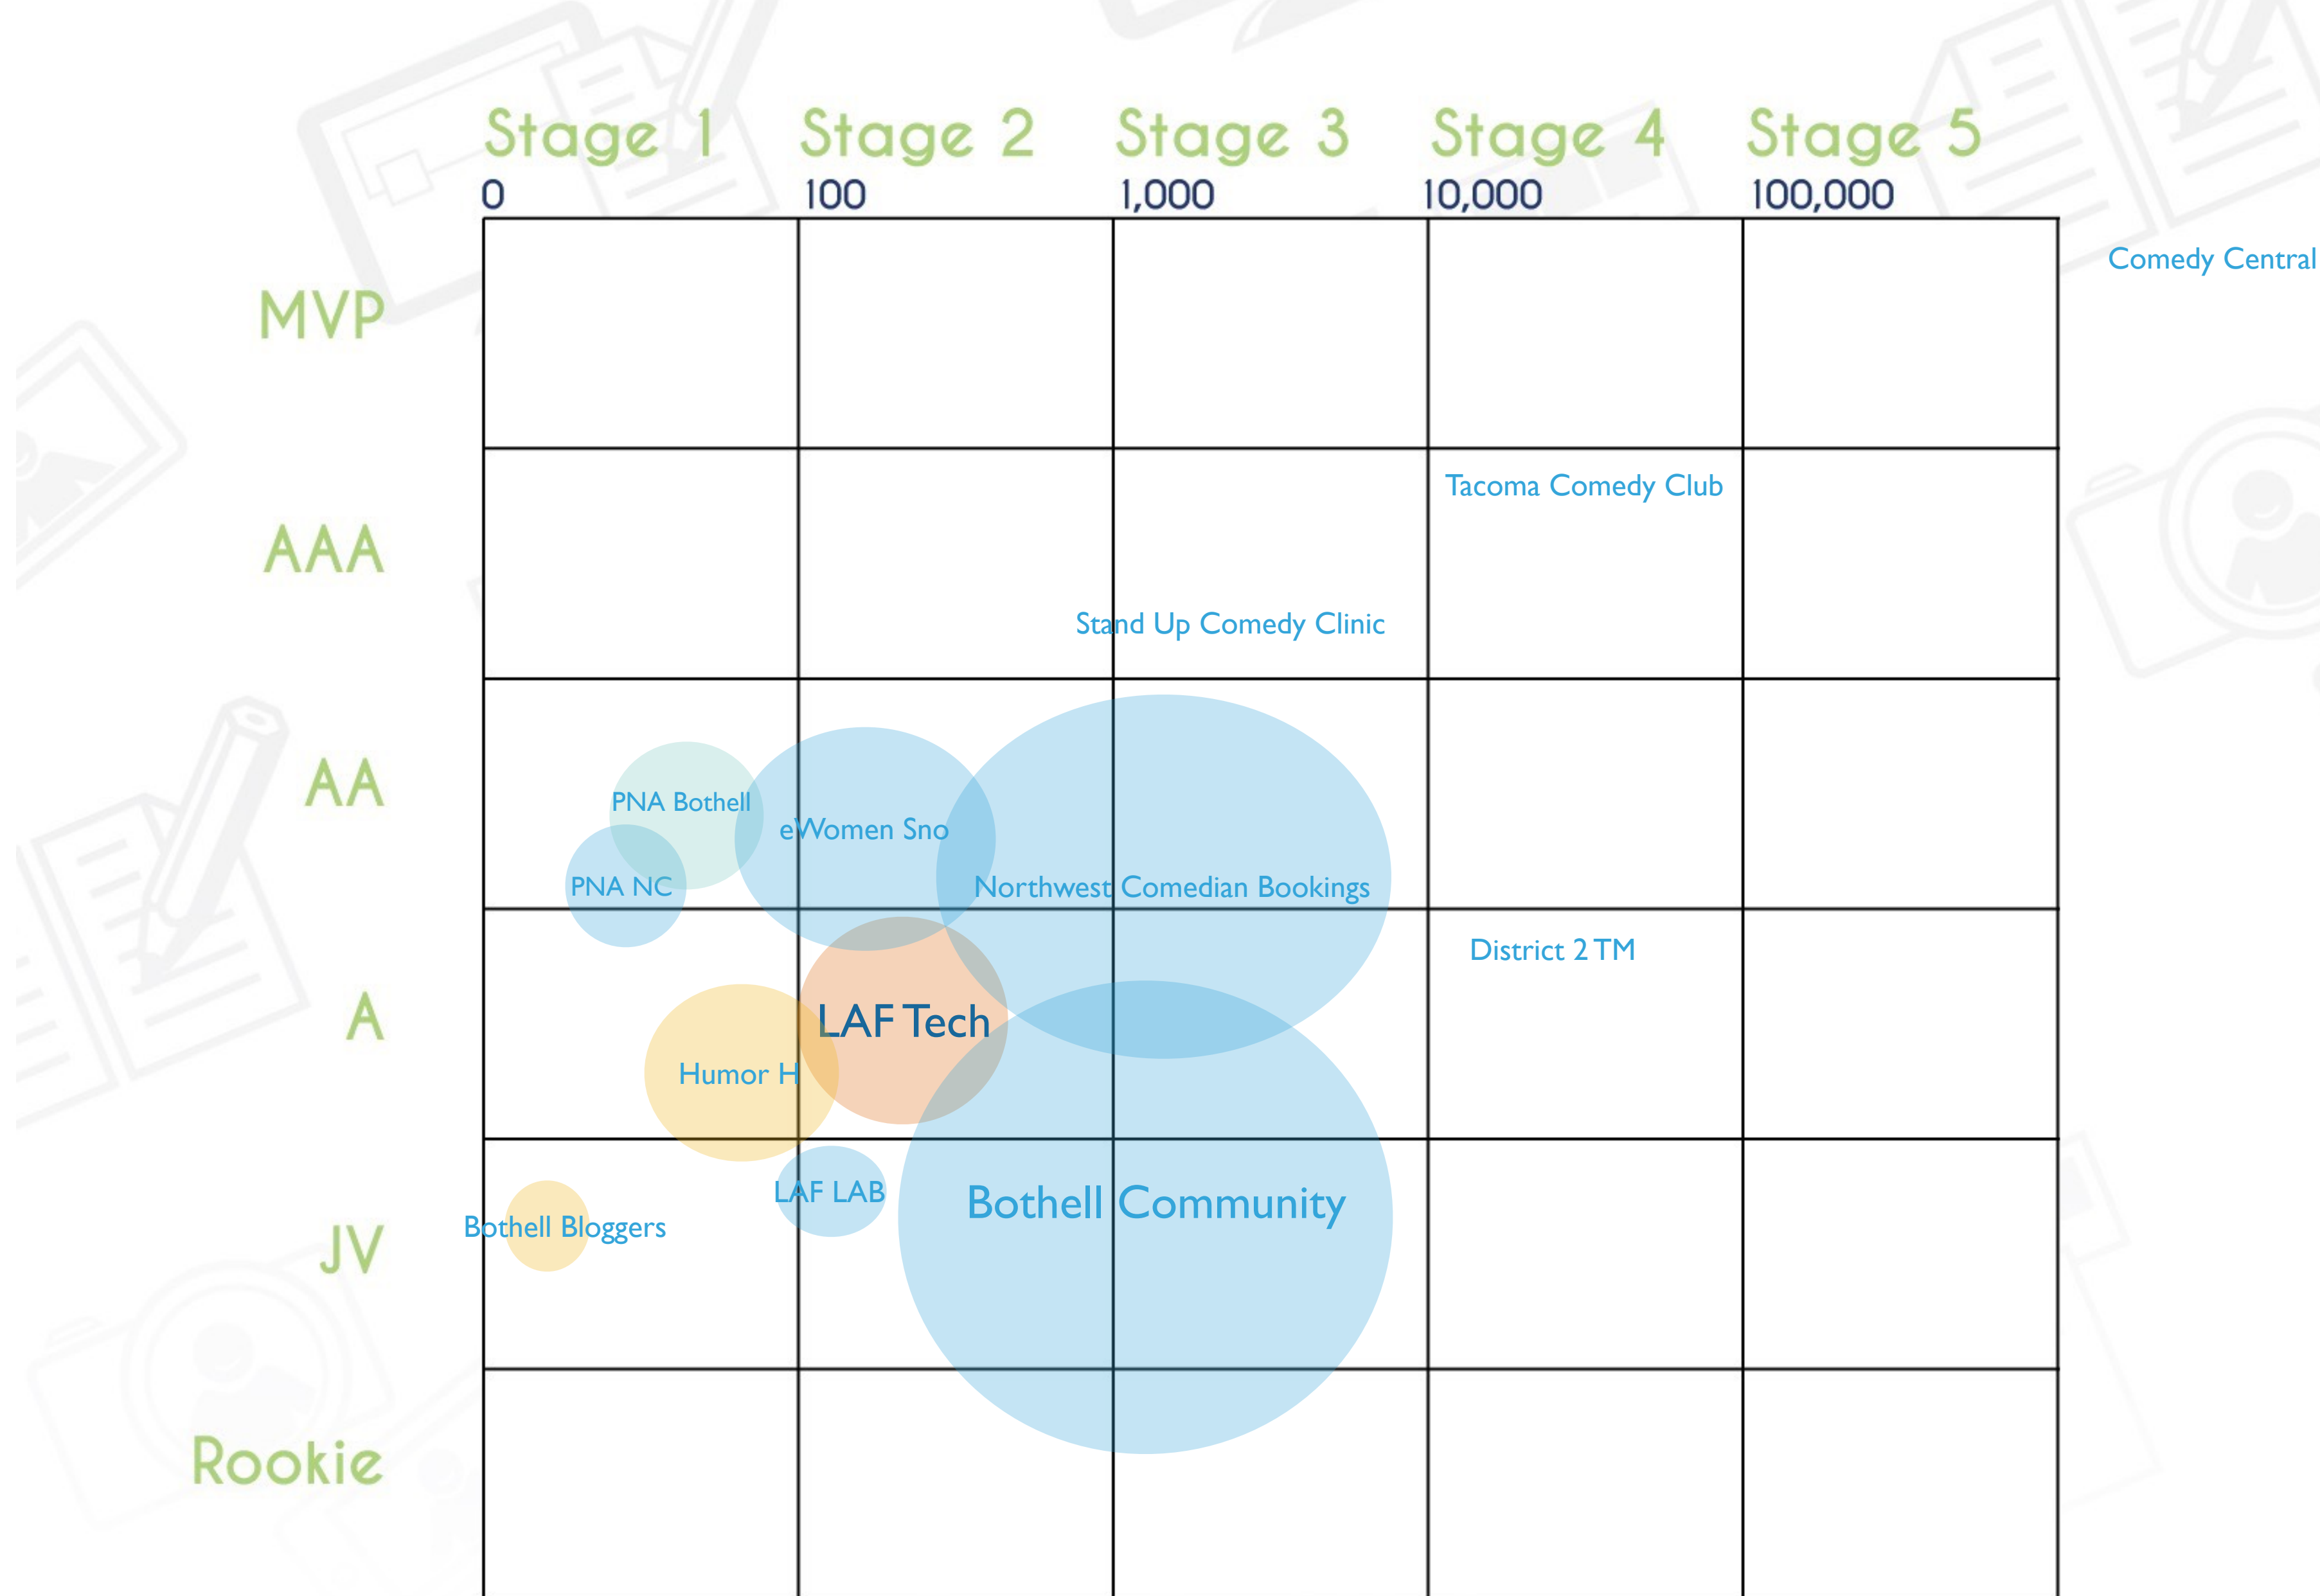 Stage 1 Stage 2 Stage 3 Stage 4 Stage 5
0 100 1,000 10,000 100,000
Comedy Central
MVP
Tacoma Comedy Club
AAA
Stand Up Comedy Clinic
AA
PNA Bothell
eWomen Sno
PNA NC
Northwest Comedian Bookings
District 2 TM
A
LAF Tech
Humor H
LAF LAB
Bothell Community
Bothell Bloggers
JV
Rookie